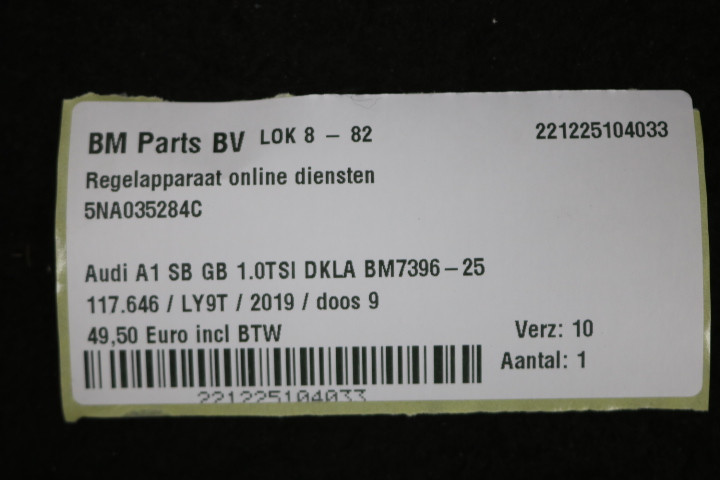 BM Parts BV LOK 8 - 82 221225104033
Regelapparaat online diensten
5NA035284C
Audi A1 SB GB 1.0TSI DKLA BM7396-25
117.646 / LY9T / 2019 / doos 9
49,50 Euro incl BTW Verz: 10
Aantal: 1
221225104033